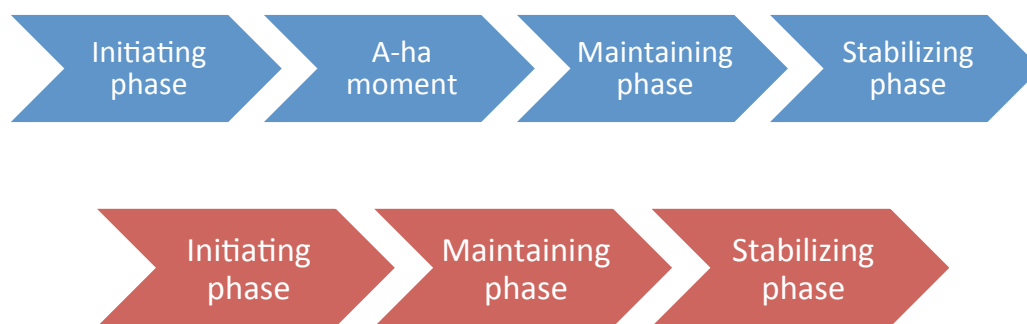 Initiating
phase
A-ha
moment
Maintaining
phase
Stabilizing
phase
Initiating
phase
Maintaining
phase
Stabilizing
phase